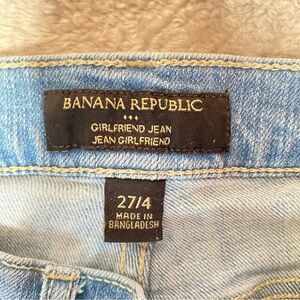 BANANA REPUBLIC
GIRLFRIEND JEAN
JEAN GIRLFRIEND
27/4
MADE IN
BANGLADESH